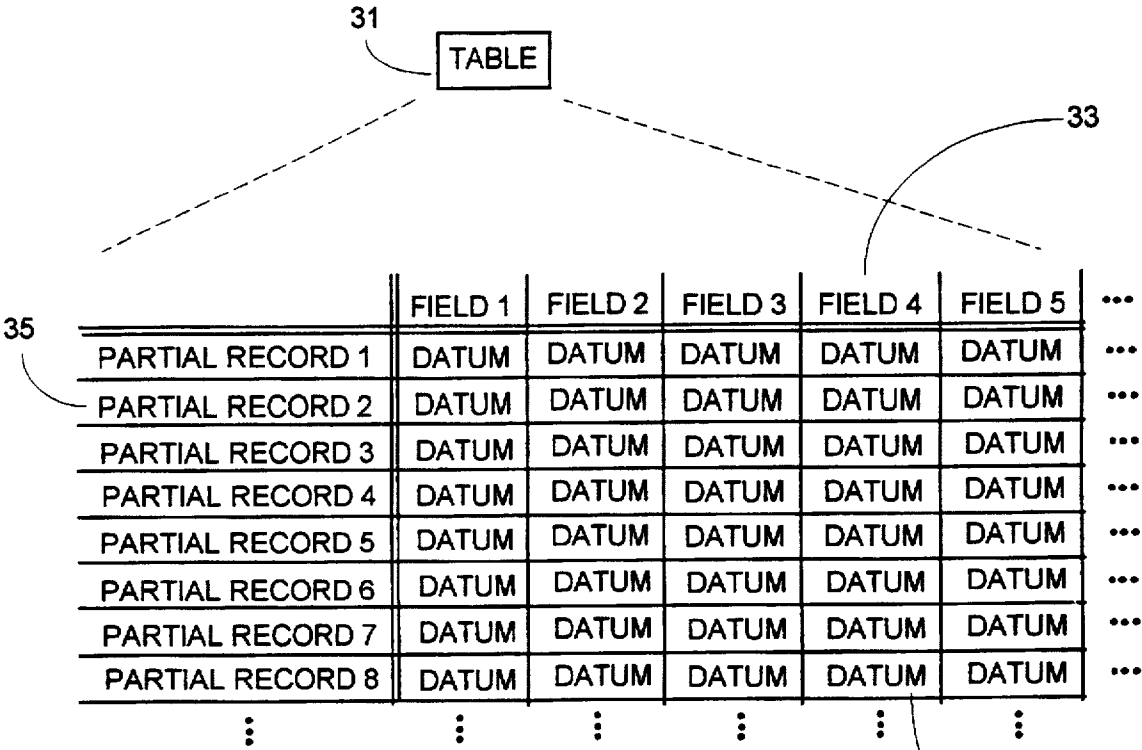 31
TABLE
33
FIELD 1 FIELD 2 FIELD 3 FIELD 4 FIELD 5 •••
35
PARTIAL RECORD 1 DATUM DATUM DATUM DATUM DATUM •••
PARTIAL RECORD 2 DATUM DATUM DATUM DATUM DATUM •••
PARTIAL RECORD 3 DATUM DATUM DATUM DATUM DATUM •••
PARTIAL RECORD 4 DATUM DATUM DATUM DATUM DATUM •••
PARTIAL RECORD 5 DATUM DATUM DATUM DATUM DATUM •••
PARTIAL RECORD 6 DATUM DATUM DATUM DATUM DATUM •••
PARTIAL RECORD 7 DATUM DATUM DATUM DATUM DATUM •••
PARTIAL RECORD 8 DATUM DATUM DATUM DATUM DATUM •••